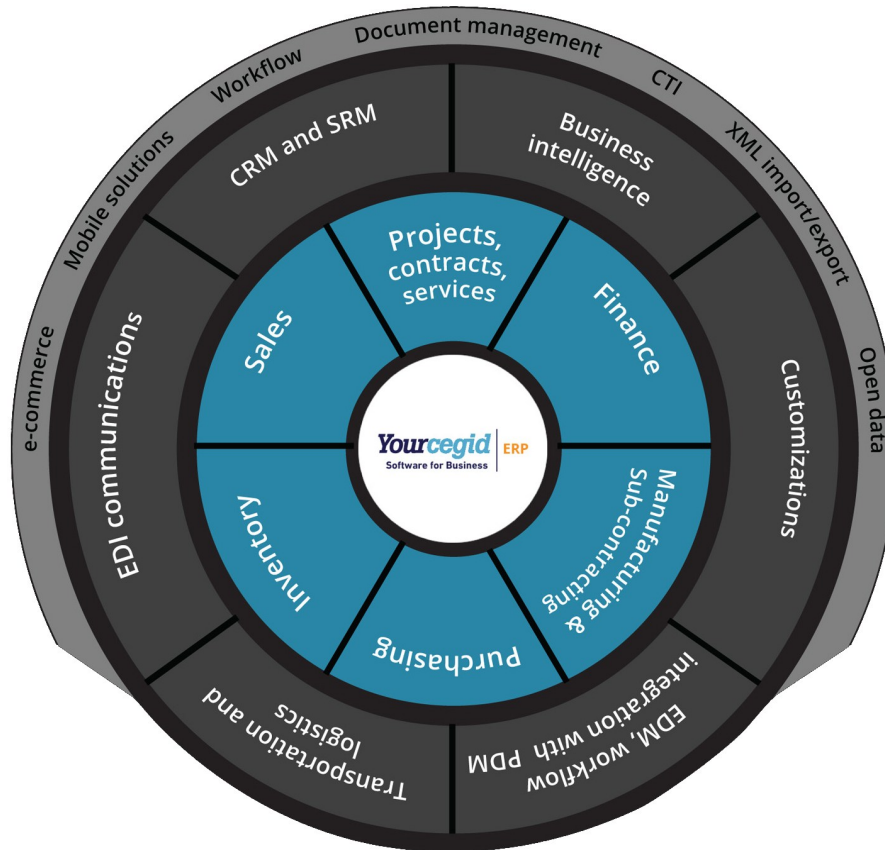 e-commerce
Mobile solutions
Workflow
Document management
CTI
XML import/export
Open data
CRM and SRM
Business
intelligence
Customizations
EDM, workflow
integration with PDM
Transportation and
logistics
EDI communications
Projects,
contracts,
services
Finance
Manufacturing &
Sub-contracting
Purchasing
Inventory
Sales
Yourcegid ERP
Software for Business